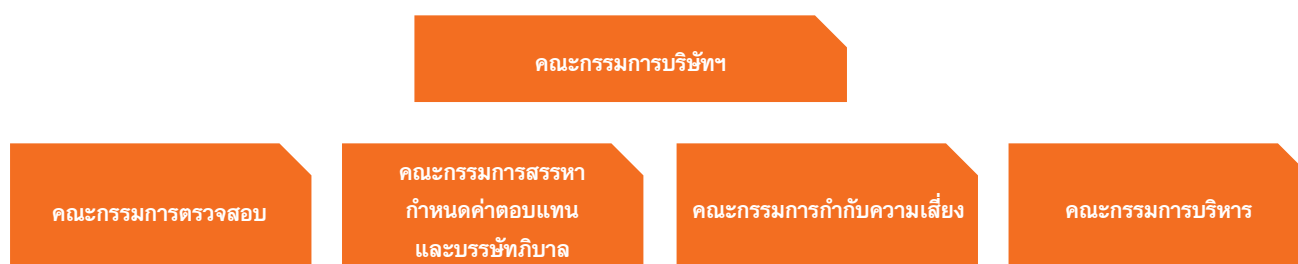 คณะกรรมการบริษัทฯ
คณะกรรมการตรวจสอบ
คณะกรรมการสรรหา
กำหนดค่าตอบแทน
และบรรษัทภิบาล
คณะกรรมการกำกับความเสี่ยง
คณะกรรมการบริหาร